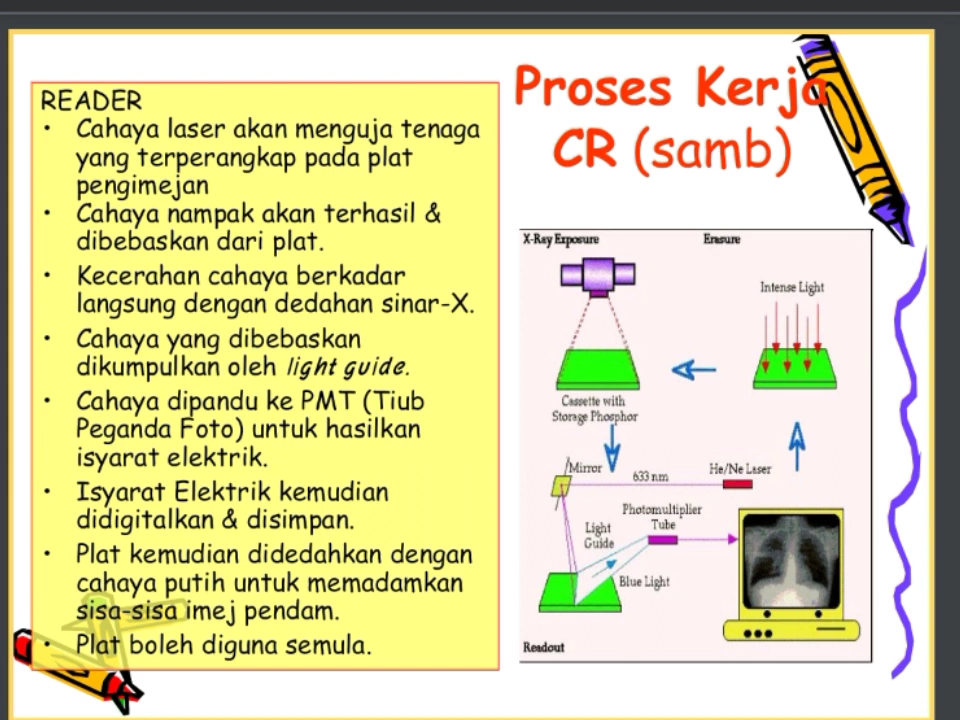 Proses Kerja
CR (samb)
READER
• Cahaya laser akan menguja tenaga
yang terperangkap pada plat
pengimejan
• Cahaya nampak akan terhasil &
dibebaskan dari plat.
• Kecerahan cahaya berkadar
langsung dengan dedahan sinar-X.
• Cahaya yang dibebaskan
dikumpulkan oleh light guide.
• Cahaya dipandu ke PMT (Tiub
Peganda Foto) untuk hasilkan
isyarat elektrik.
• Isyarat Elektrik kemudian
didigitalkan & disimpan.
• Plat kemudian didedahkan dengan
cahaya putih untuk memadamkan
sisa-sisa imej pendam.
• Plat boleh diguna semula.
X-Ray Exposure
Erasure
Intense Light
Cassette with
Storage Phosphor
Mirror
633 nm
He/Ne Laser
Photomultiplier
Tube
Light
Guide
Blue Light
Readout